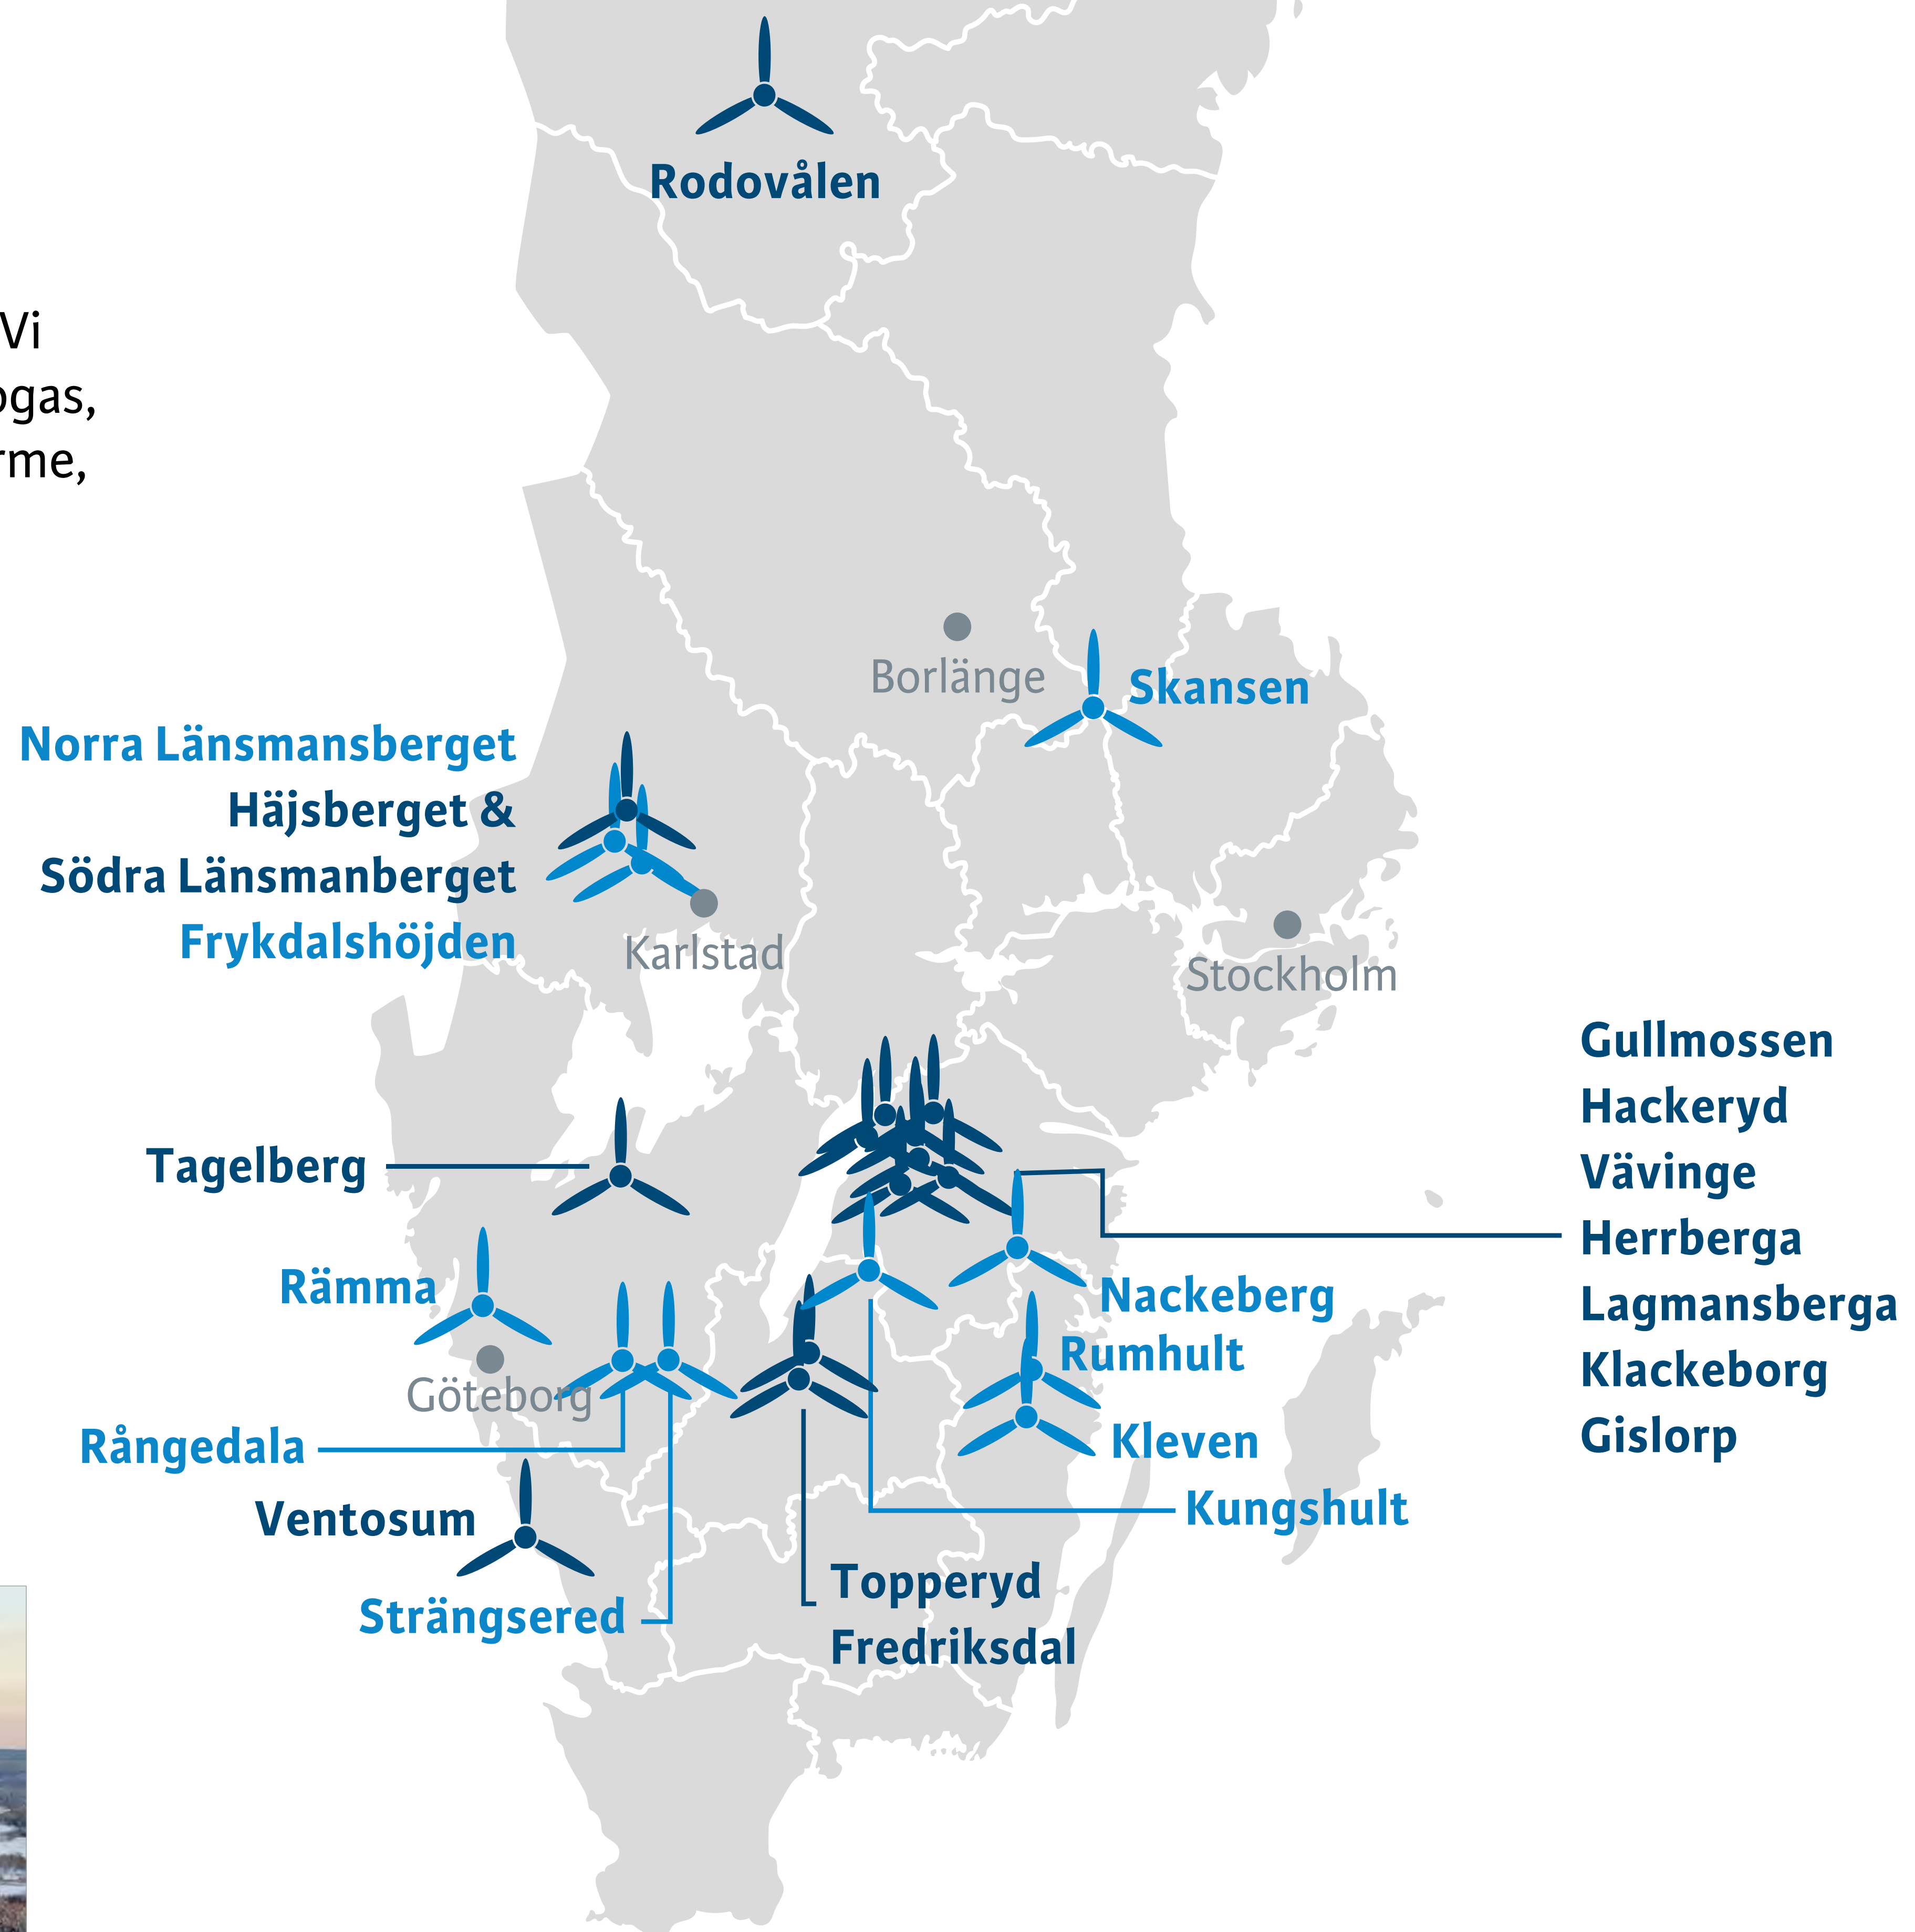 Rodovålen
Vi
ogas,
rme,
Borlänge
Skansen
Norra Länsmansberget
Häjsberget &
Södra Länsmanberget
Frykdalshöjden
Karlstad
Stockholm
Gullmossen
Hackeryd
Vävinge
Herrberga
Lagmansberga
Klackeborg
Gislorp
Tagelberg
Rämma
Nackeberg
Rumhult
Göteborg
Rångedala
Kleven
Kungshult
Ventosum
Strängsered
Topperyd
Fredriksdal